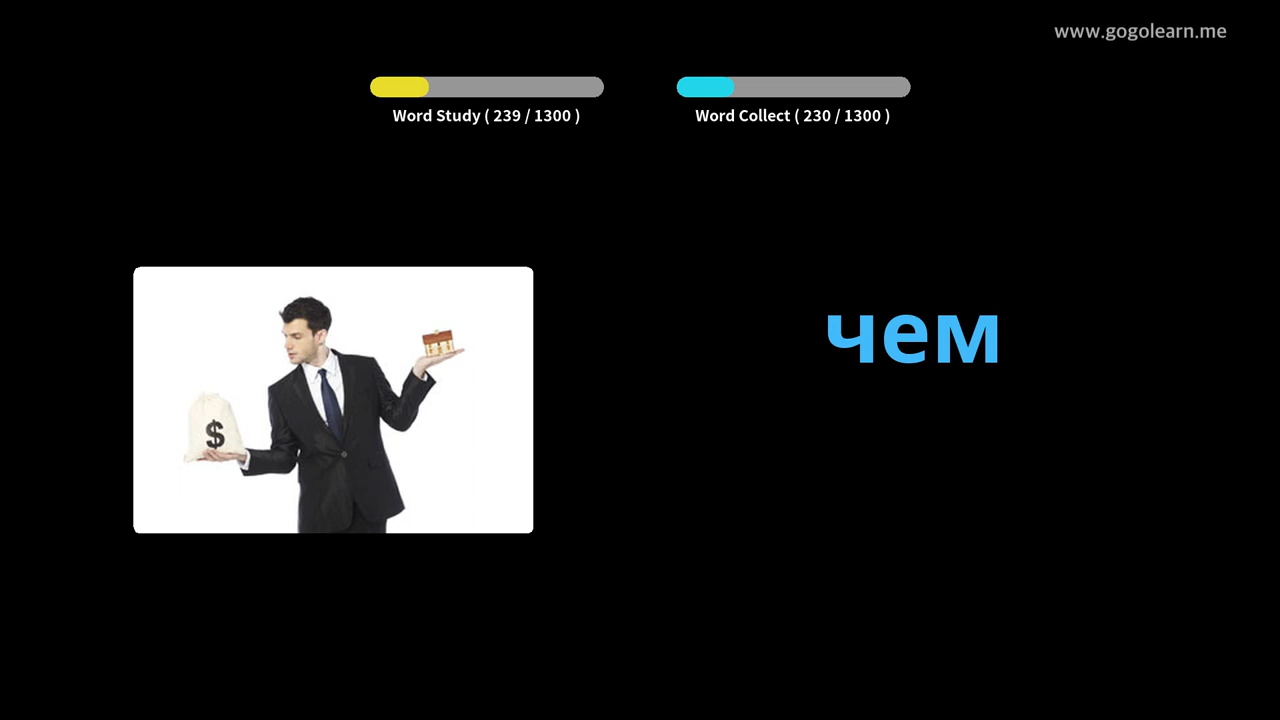 www.gogolearn.me
Word Study ( 239 / 1300 )
Word Collect ( 230 / 1300 )
$
чем